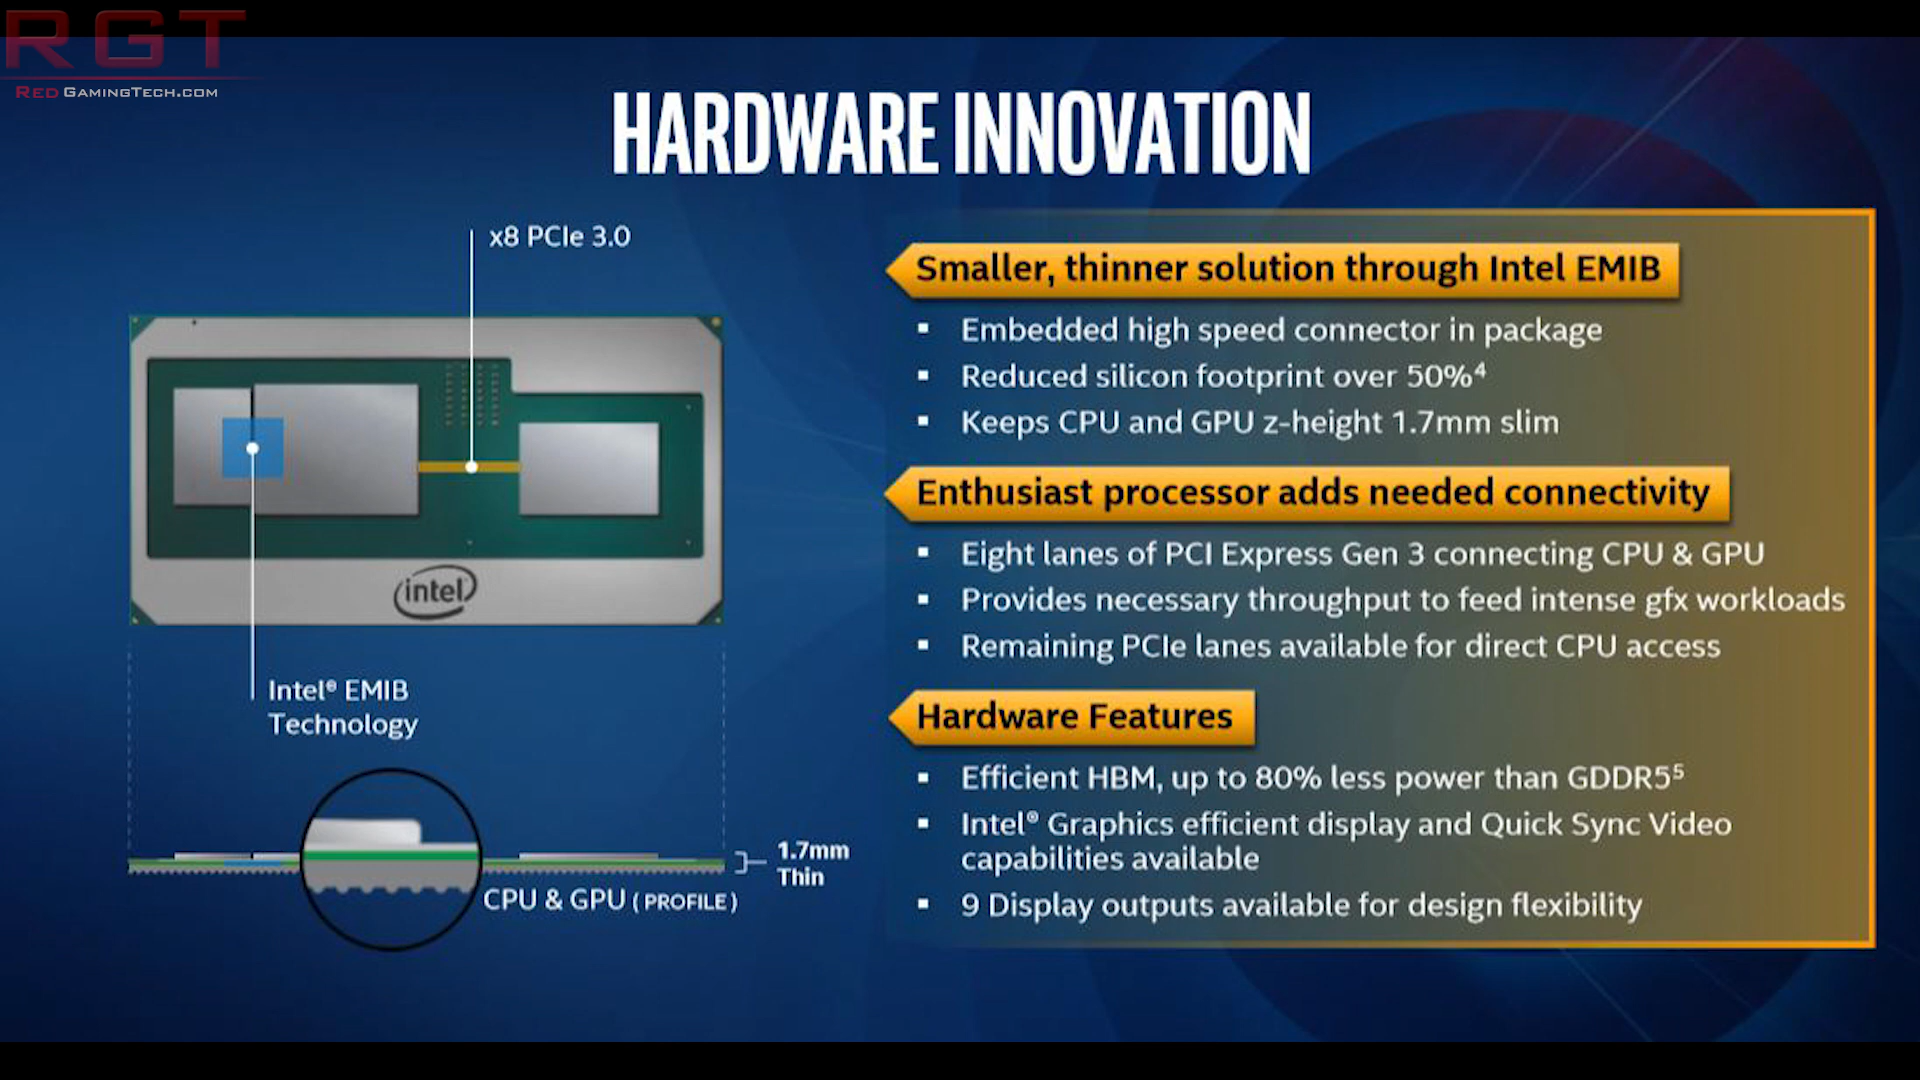 RGT
RED GAMINGTECH.COM
HARDWARE INNOVATION
x8 PCIe 3.0
intel
Intel® EMIB
Technology
1.7mm
Thin
CPU & GPU ( PROFILE )
Smaller, thinner solution through Intel EMIB
▪ Embedded high speed connector in package
▪ Reduced silicon footprint over 50%⁴
▪ Keeps CPU and GPU z-height 1.7mm slim
Enthusiast processor adds needed connectivity
▪ Eight lanes of PCI Express Gen 3 connecting CPU & GPU
▪ Provides necessary throughput to feed intense gfx workloads
▪ Remaining PCIe lanes available for direct CPU access
Hardware Features
▪ Efficient HBM, up to 80% less power than GDDR5⁵
▪ Intel® Graphics efficient display and Quick Sync Video
capabilities available
▪ 9 Display outputs available for design flexibility